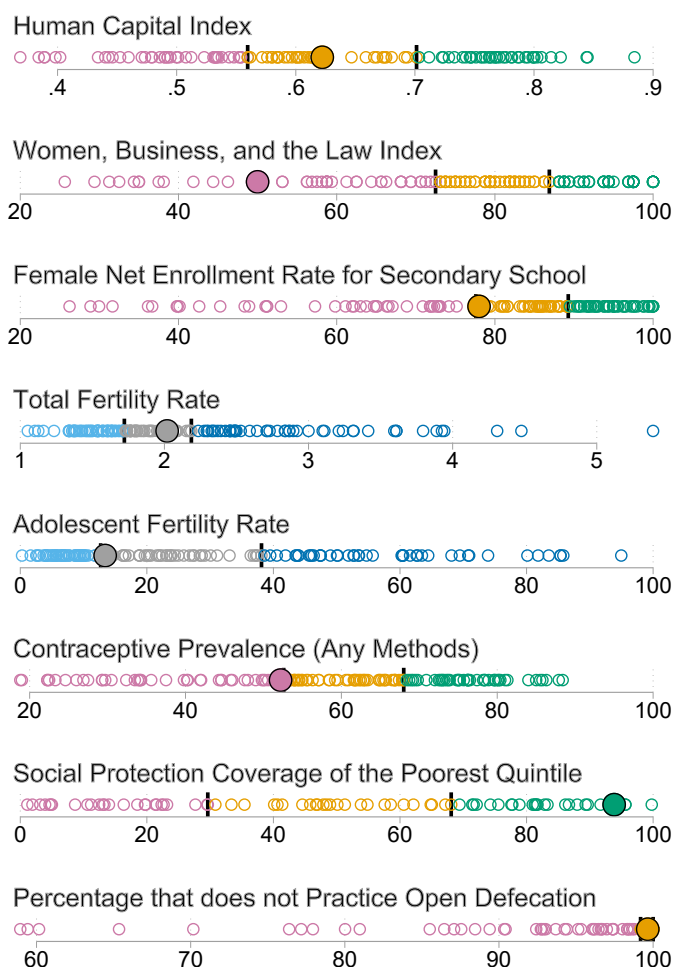 Human Capital Index
.4 .5 .6 .7 .8 .9
Women, Business, and the Law Index
20 40 60 80 100
Female Net Enrollment Rate for Secondary School
20 40 60 80 100
Total Fertility Rate
1 2 3 4 5
Adolescent Fertility Rate
0 20 40 60 80 100
Contraceptive Prevalence (Any Methods)
20 40 60 80 100
Social Protection Coverage of the Poorest Quintile
0 20 40 60 80 100
Percentage that does not Practice Open Defecation
60 70 80 90 100